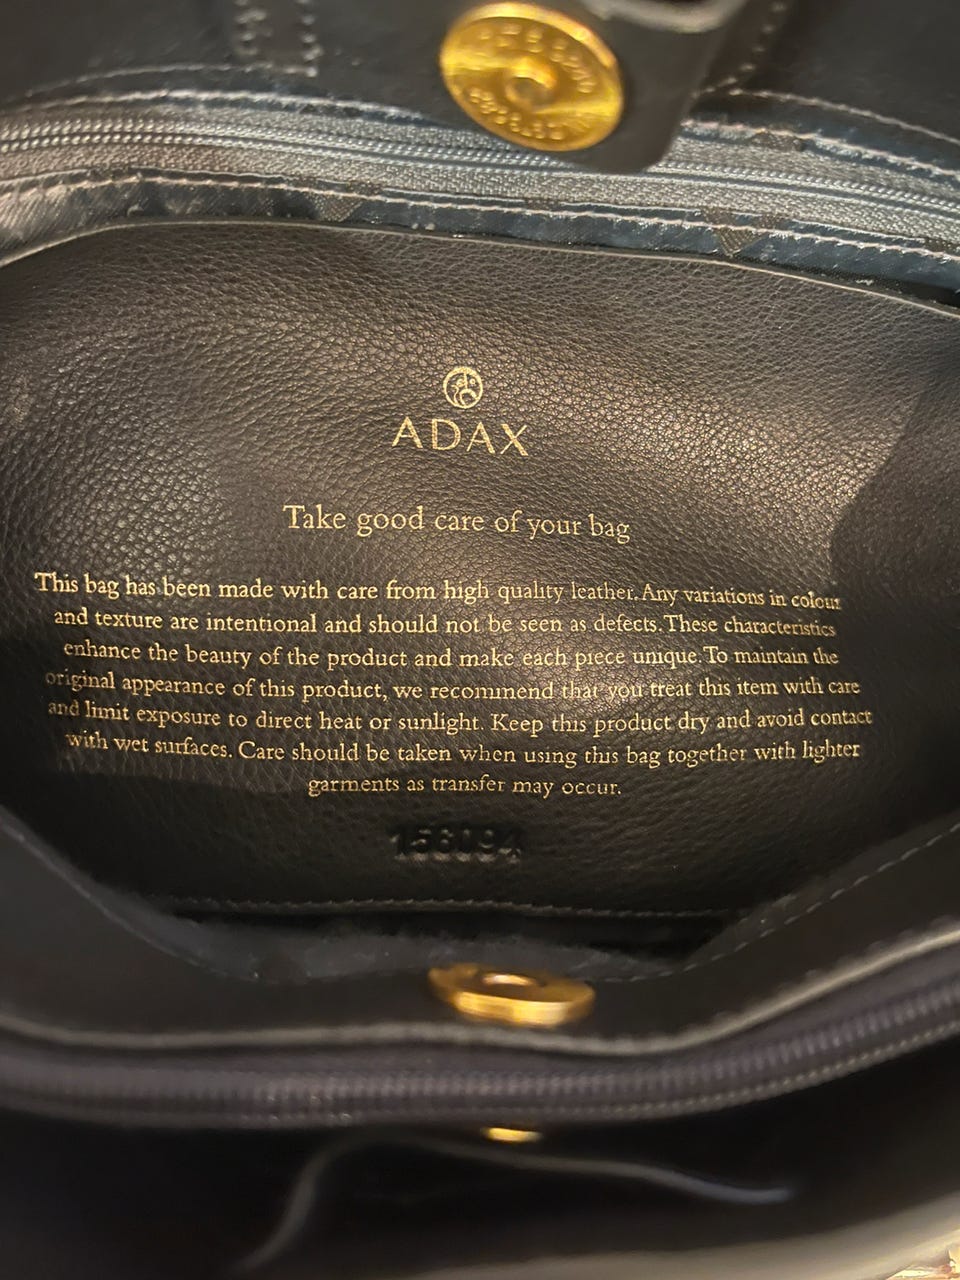 ADAX
Take good care of your bag
This bag has been made with care from high quality leather. Any variations in colour
and texture are intentional and should not be seen as defects. These characteristics
enhance the beauty of the product and make each piece unique. To maintain the
original appearance of this product, we recommend that you treat this item with care
and limit exposure to direct heat or sunlight. Keep this product dry and avoid contact
with wet surfaces. Care should be taken when using this bag together with lighter
garments as transfer may occur.
156094